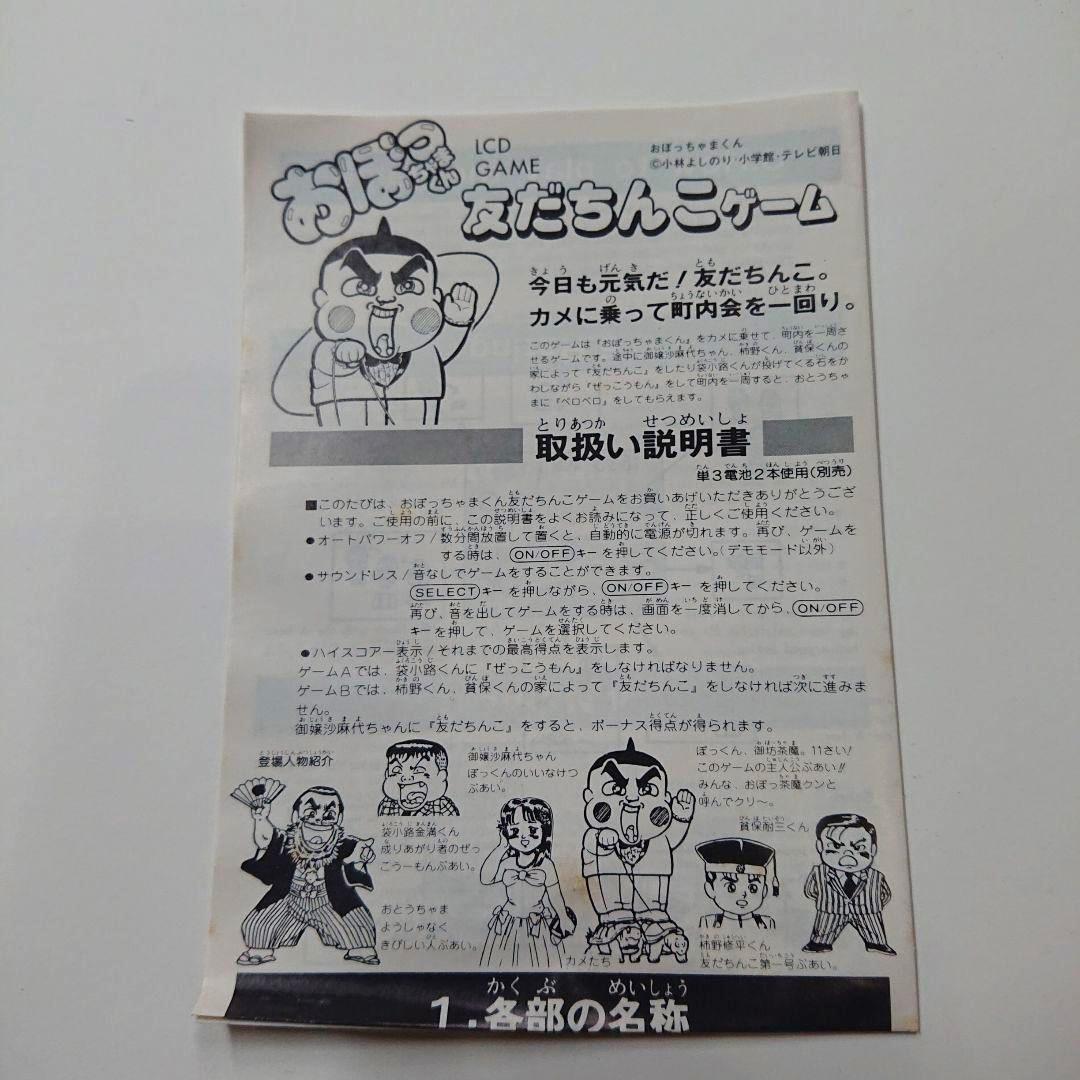 おぼっちゃまくん
LCD
GAME
おぼっちゃまくん
©小林よしのり・小学館・テレビ朝日
友だちんこゲーム
今日も元気だ！友だちんこ。
カメに乗って町内会を一回り。
このゲームは『おぼっちゃまくん』をカメに乗せて、町内を一周さ
せるゲームです。途中に御嬢沙麻代ちゃん、柿野くん、貧保くんの
家によって『友だちんこ』をしたり袋小路くんが投げてくる石をか
わしながら『ぜっこうもん』をして町内を一周すると、おとうちゃ
まに『ペロペロ』をしてもらえます。
とりあつか せつめいしょ
取扱い説明書
単3電池2本使用(別売)
■このたびは、おぼっちゃまくん友だちんこゲームをお買いあげいただきありがとうござ
います。ご使用の前に、この説明書をよくお読みになって、正しくご使用ください。
●オートパワーオフ/数分間放置して置くと、自動的に電源が切れます。再び、ゲームを
する時は、ON/OFFキーを押してください。(デモモード以外)
●サウンドレス/音なしでゲームをすることができます。
SELECTキーを押しながら、ON/OFFキーを押してください。
再び、音を出してゲームをする時は、画面を一度消してから、ON/OFF
キーを押して、ゲームを選択してください。
●ハイスコアー表示/それまでの最高得点を表示します。
ゲームAでは、袋小路くんに『ぜっこうもん』をしなければなりません。
ゲームBでは、柿野くん、貧保くんの家によって『友だちんこ』をしなければ次に進みま
せん。
御嬢沙麻代ちゃんに『友だちんこ』をすると、ボーナス得点が得られます。
登場人物紹介
袋小路金満くん
成りあがり者のぜっ
こうーもんぶぁい。
おとうちゃま
ようしゃなく
きびしい人ぶぁい。
御嬢沙麻代ちゃん
ぼっくんのいいなけつ
ぶぁい。
カメたち
ぼっくん、御坊茶魔。11さい!
このゲームの主人公ぶぁい!!
みんな、おぼっ茶魔クンと
呼んでクリ〜。
貧保耐三くん
柿野修平くん
友だちんこ第一号ぶぁい。
かくぶ めいしょう
1.各部の名称